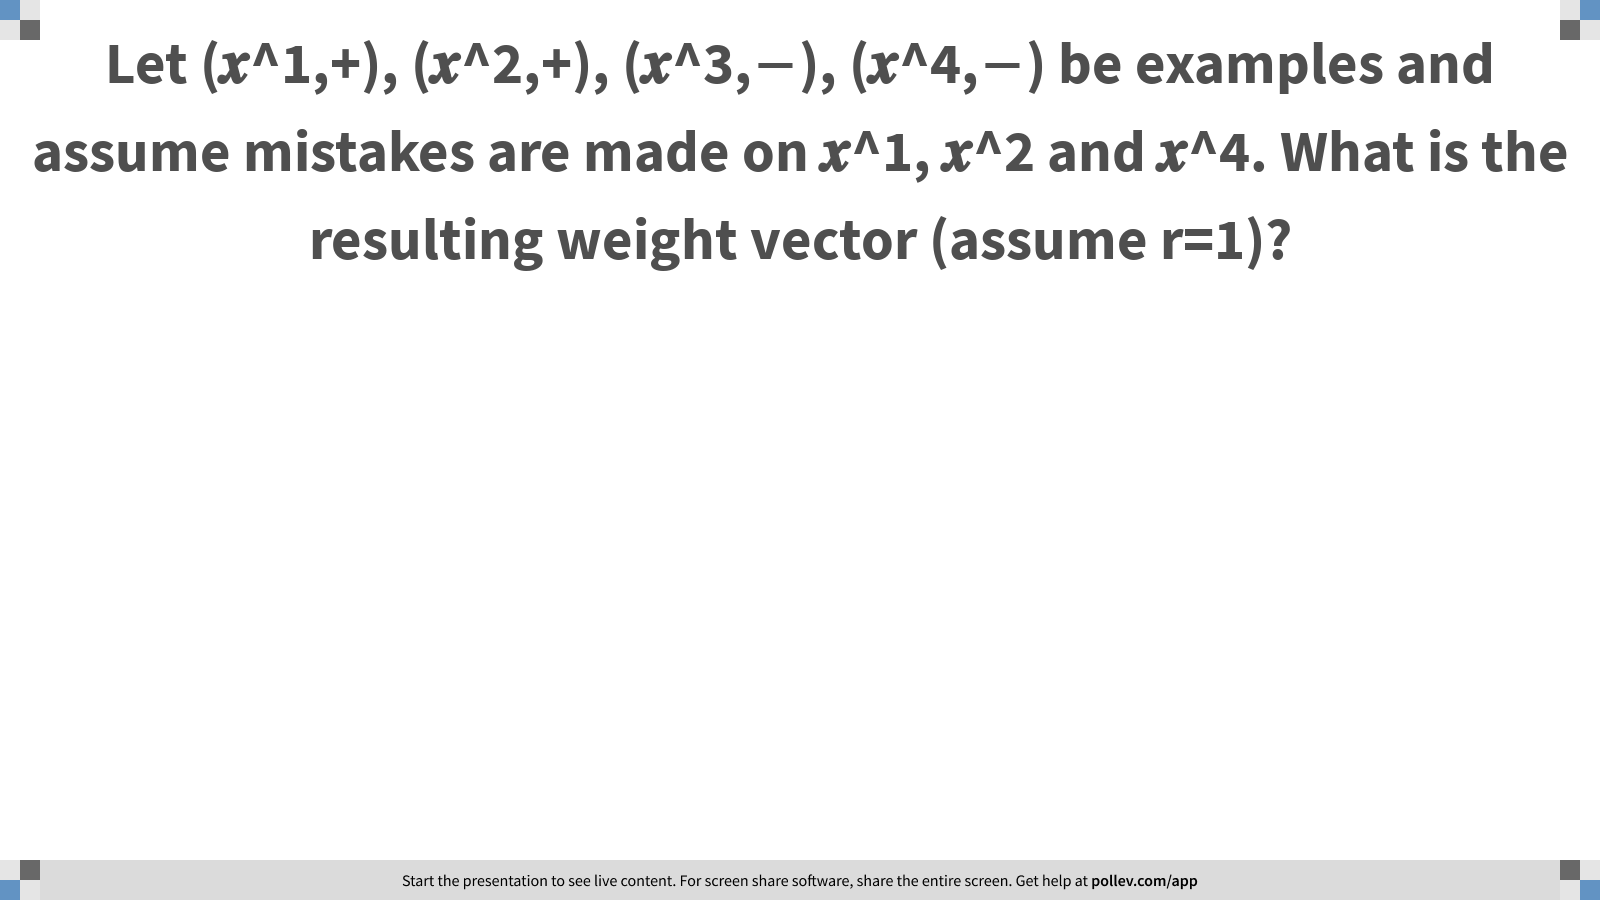 Let (𝒙^1,+), (𝒙^2,+), (𝒙^3,−), (𝒙^4,−) be examples and
assume mistakes are made on 𝒙^1, 𝒙^2 and 𝒙^4. What is the
resulting weight vector (assume r=1)?
Start the presentation to see live content. For screen share software, share the entire screen. Get help at pollev.com/app